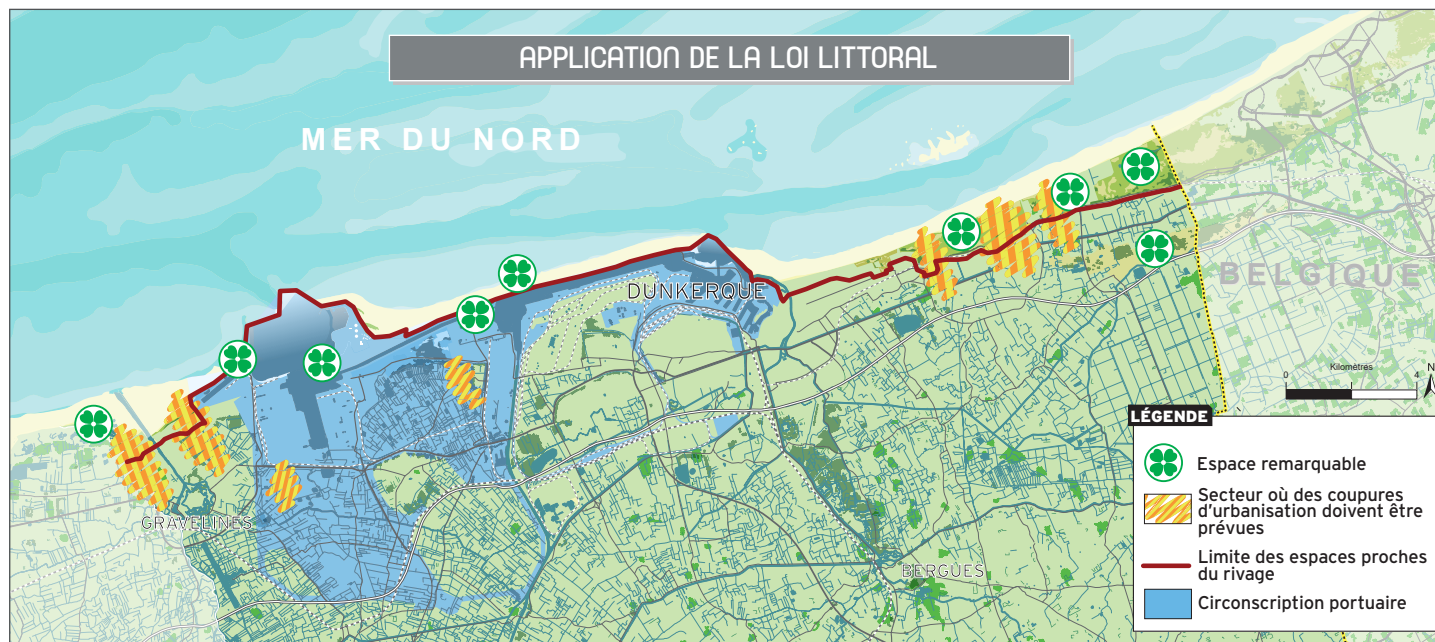 APPLICATION DE LA LOI LITTORAL
MER DU NORD
DUNKERQUE
BELGIQUE
GRAVELINES
BERGUES
Kilomètres
0 4
N
LÉGENDE
Espace remarquable
Secteur où des coupures
d'urbanisation doivent être
prévues
Limite des espaces proches
du rivage
Circonscription portuaire